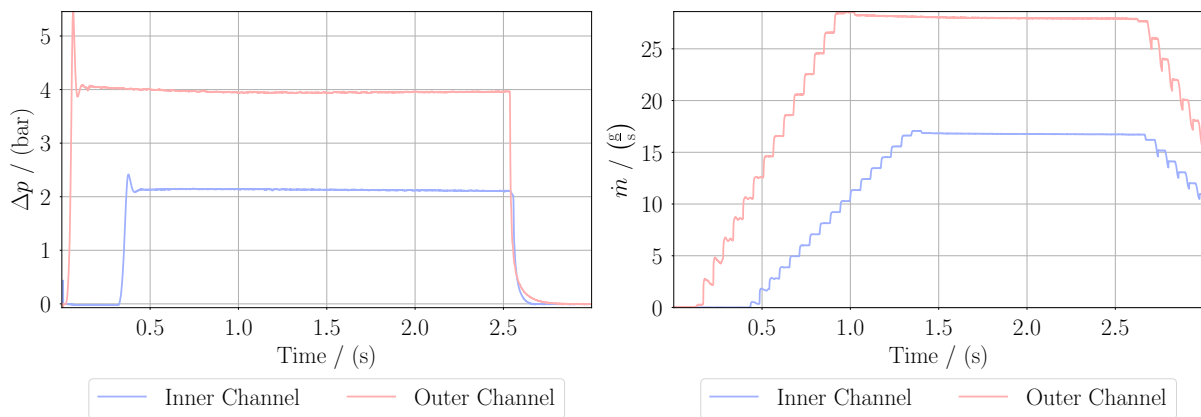 5
4
3
2
1
0
Δp / (bar)
0.5 1.0 1.5 2.0 2.5
Time / (s)
Inner Channel Outer Channel
25
20
15
10
5
0
ṁ / (g/s)
0.5 1.0 1.5 2.0 2.5
Time / (s)
Inner Channel Outer Channel